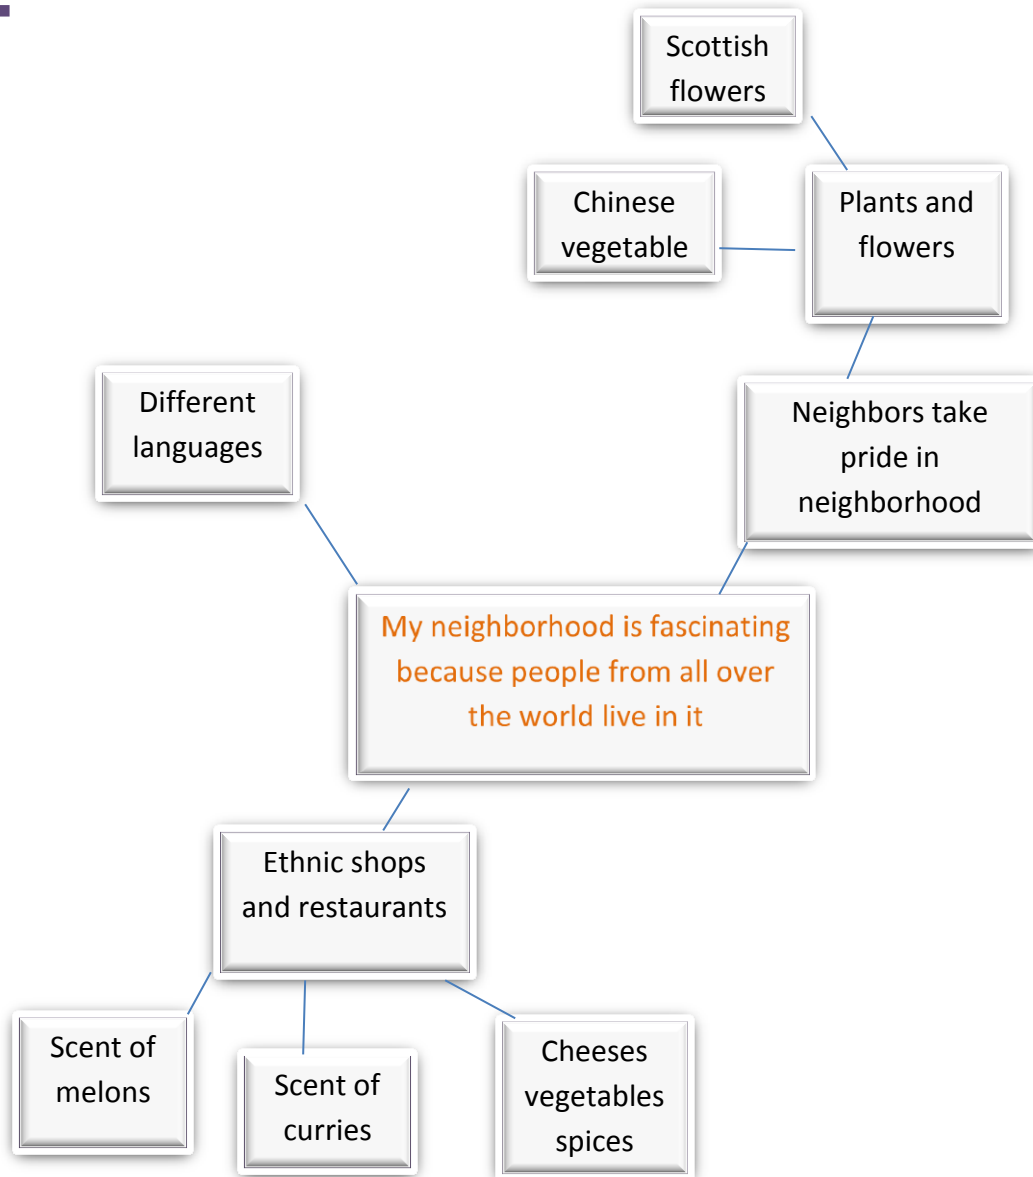 Scottish
flowers
Chinese
vegetable
Plants and
flowers
Different
languages
Neighbors take
pride in
neighborhood
My neighborhood is fascinating
because people from all over
the world live in it
Ethnic shops
and restaurants
Scent of
melons
Scent of
curries
Cheeses
vegetables
spices